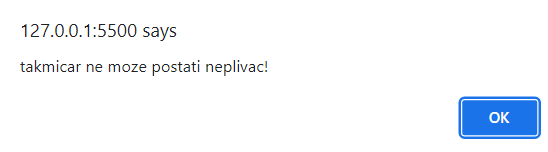 127.0.0.1:5500 says
takmicar ne moze postati neplivac!
OK